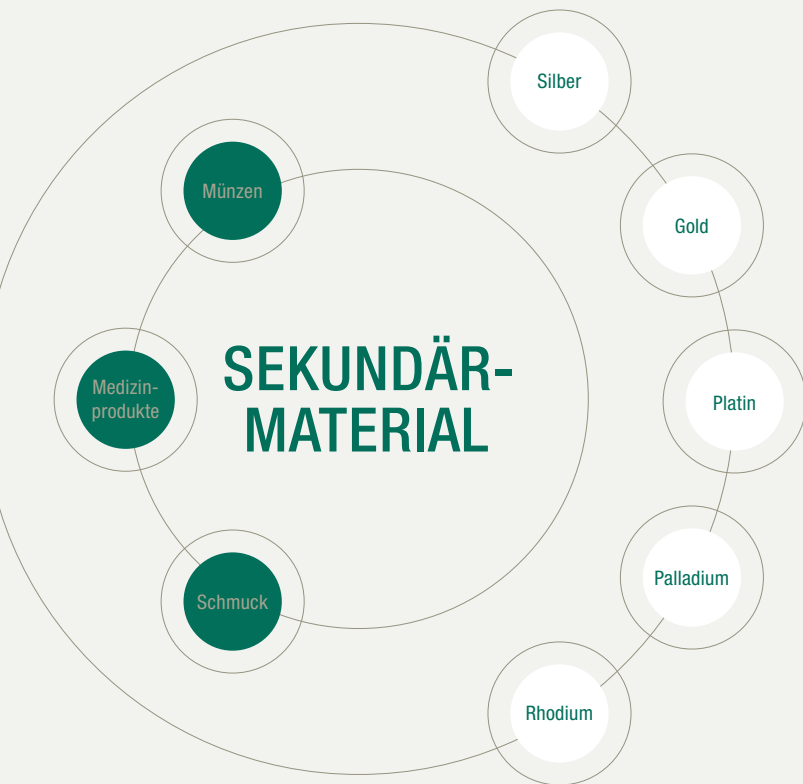 Silber
Münzen
Gold
SEKUNDÄR-
MATERIAL
Medizin-
produkte
Platin
Palladium
Schmuck
Rhodium